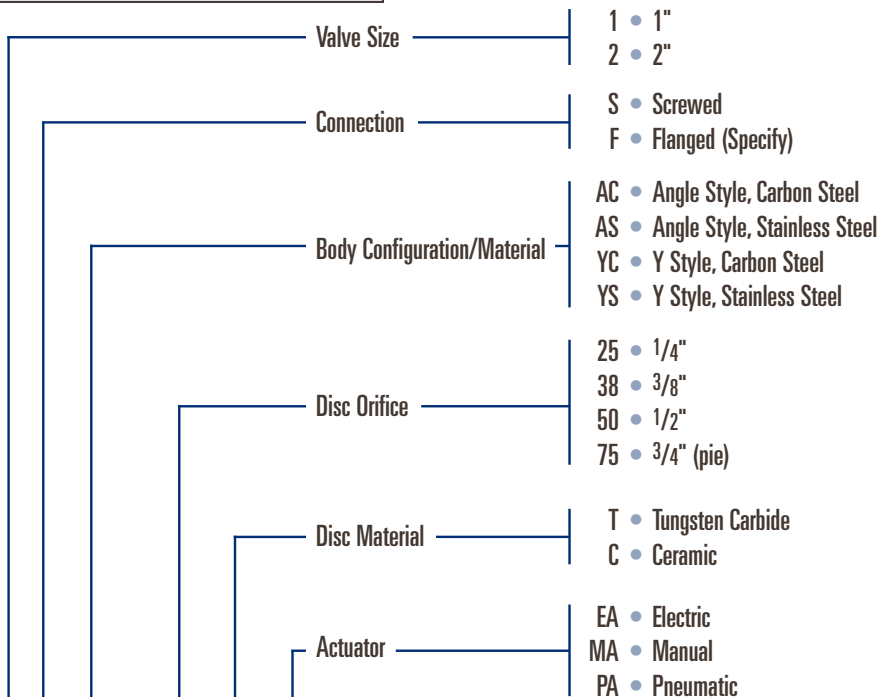 Valve Size
1 • 1"
2 • 2"
Connection
S • Screwed
F • Flanged (Specify)
Body Configuration/Material
AC • Angle Style, Carbon Steel
AS • Angle Style, Stainless Steel
YC • Y Style, Carbon Steel
YS • Y Style, Stainless Steel
Disc Orifice
25 • 1/4"
38 • 3/8"
50 • 1/2"
75 • 3/4" (pie)
Disc Material
T • Tungsten Carbide
C • Ceramic
Actuator
EA • Electric
MA • Manual
PA • Pneumatic